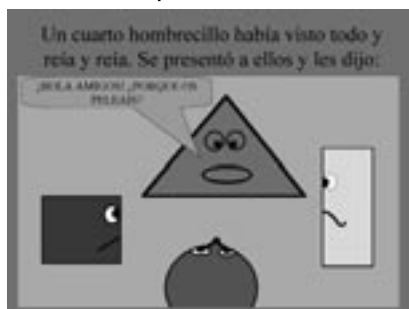 Un cuarto hombrecillo había visto todo y
reía y reía. Se presentó a ellos y les dijo:
¡HOLA AMIGOS! ¿PORQUE OS
PELEAIS?